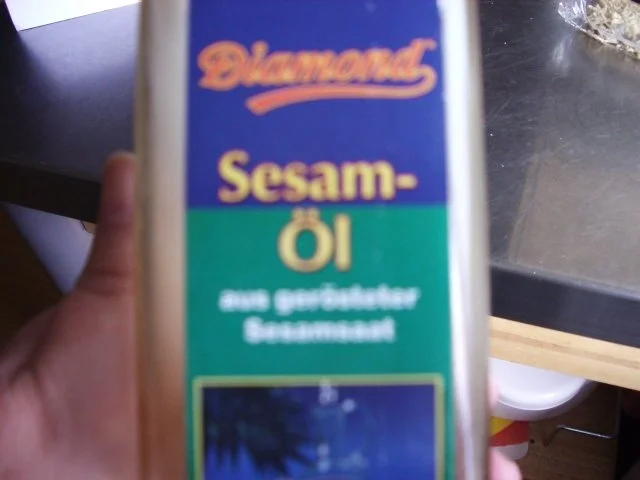 Diamond
Sesam-
Öl
aus gerösteter
Sesamsaat